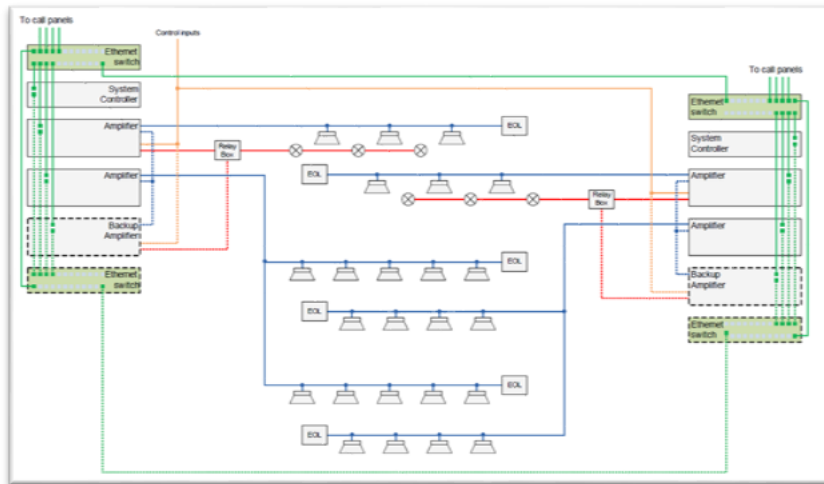 To call panels
Control inputs
Ethernet
switch
System
Controller
Amplifier
Relay
Box
Amplifier
Backup
Amplifier
Ethernet
switch
EOL
EOL
EOL
EOL
EOL
EOL
To call panels
Ethernet
switch
System
Controller
Relay
Box
Amplifier
Amplifier
Backup
Amplifier
Ethernet
switch